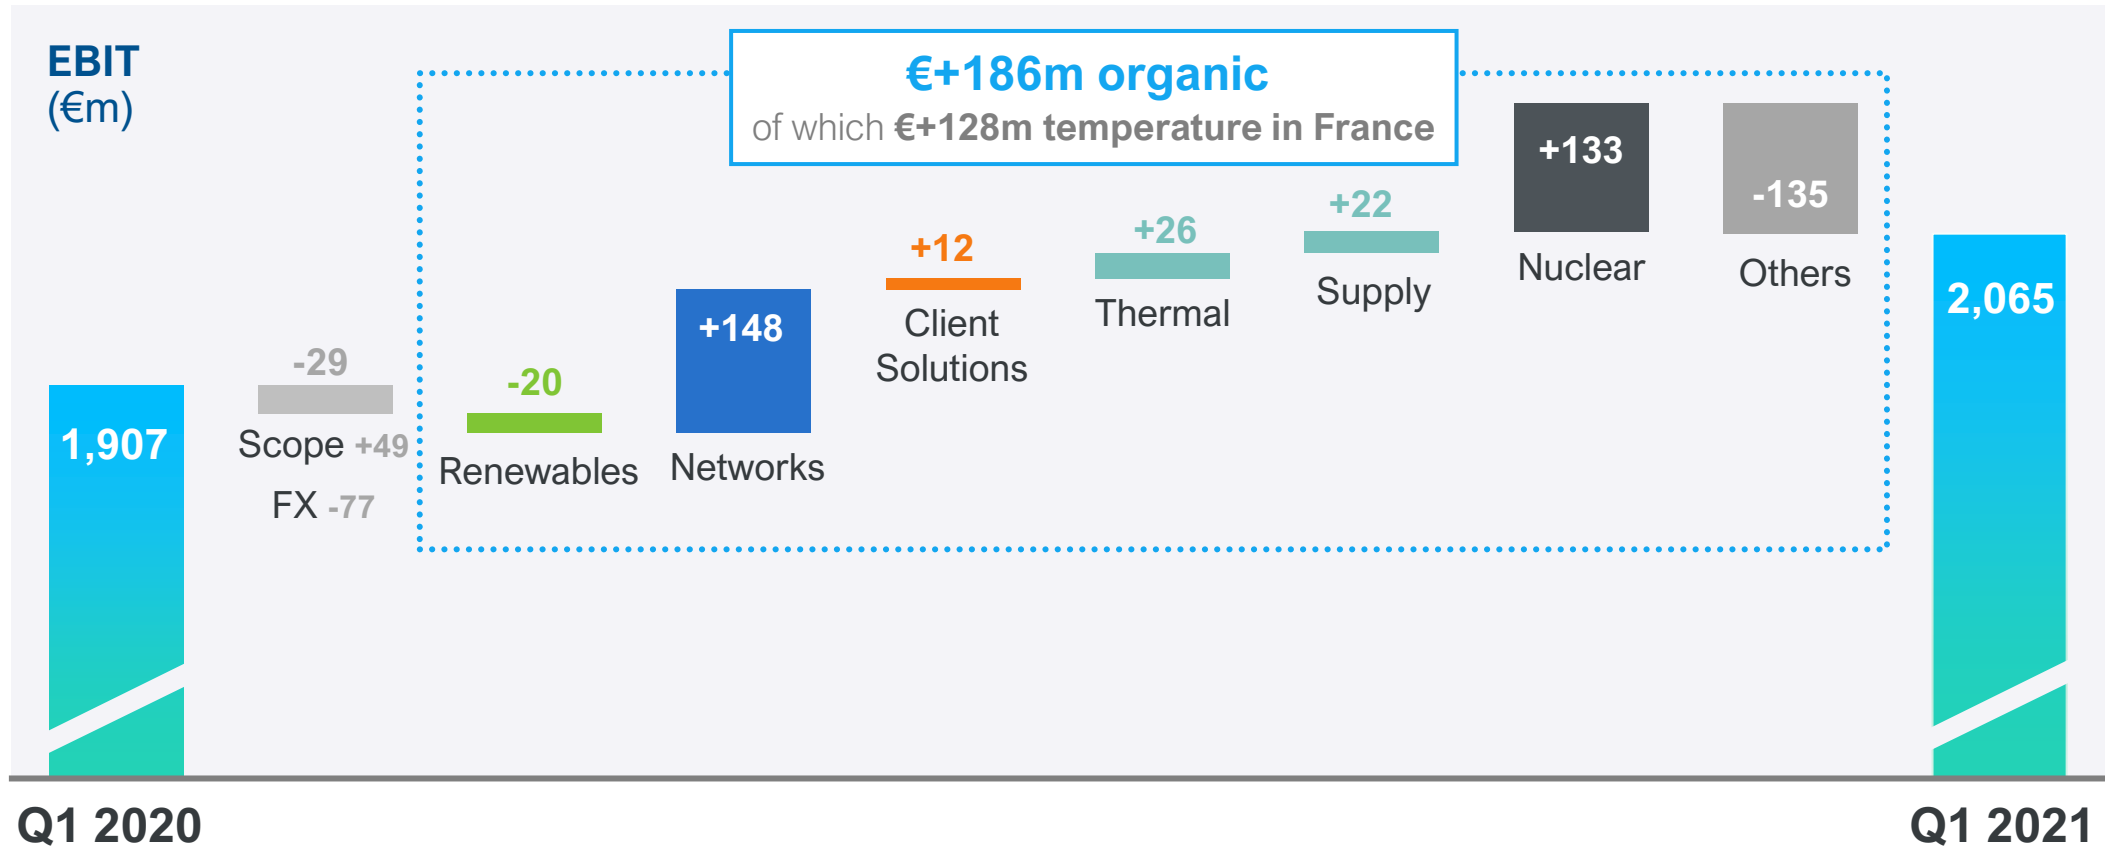 EBIT
(€m)
€+186m organic
of which €+128m temperature in France
1,907
-29
Scope +49
FX -77
-20
Renewables
+148
Networks
+12
Client
Solutions
+26
Thermal
+22
Supply
+133
Nuclear
-135
Others
2,065
Q1 2020
Q1 2021